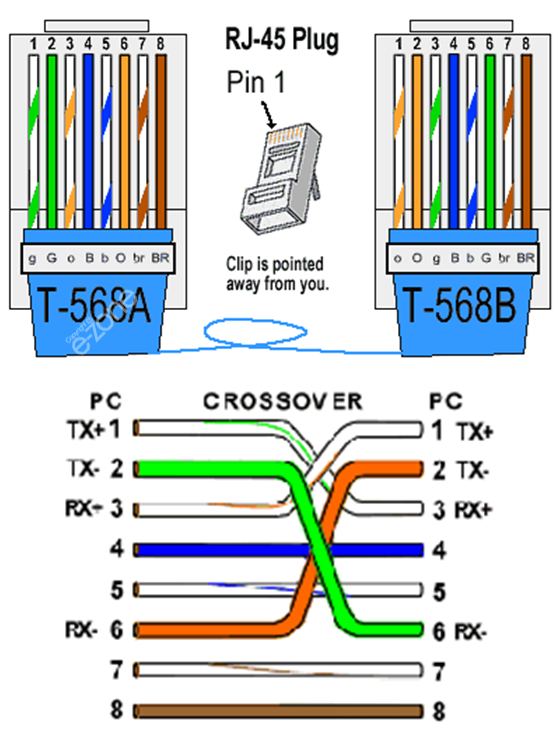 1 2 3 4 5 6 7 8
RJ-45 Plug
Pin 1
1 2 3 4 5 6 7 8
Clip is pointed
away from you.
g G o B b O br BR
o O g B b G br BR
T-568A
e-zone
T-568B
PC CROSSOVER PC
TX+ 1 1 TX+
TX- 2 2 TX-
RX+ 3 3 RX+
4 4
5 5
RX- 6 6 RX-
7 7
8 8